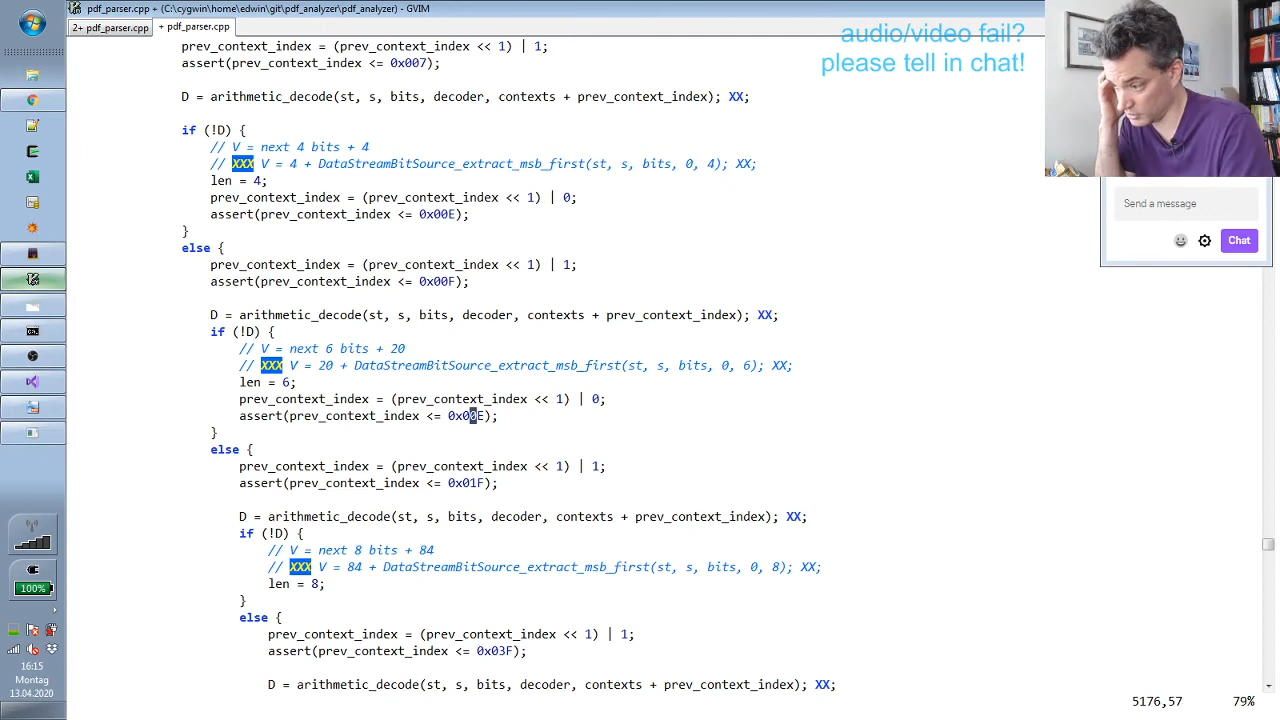 pdf_parser.cpp + (C:\cygwin\home\edwin\git\pdf_analyzer\pdf_analyzer) - GVIM
2+ pdf_parser.cpp
+ pdf_parser.cpp
audio/video fail?
please tell in chat!
prev_context_index = (prev_context_index << 1) | 1;
assert(prev_context_index <= 0x007);
D = arithmetic_decode(st, s, bits, decoder, contexts + prev_context_index); XX;
if (!D) {
// V = next 4 bits + 4
// XXX V = 4 + DataStreamBitSource_extract_msb_first(st, s, bits, 0, 4); XX;
len = 4;
prev_context_index = (prev_context_index << 1) | 0;
assert(prev_context_index <= 0x00E);
}
else {
prev_context_index = (prev_context_index << 1) | 1;
assert(prev_context_index <= 0x00F);
D = arithmetic_decode(st, s, bits, decoder, contexts + prev_context_index); XX;
if (!D) {
// V = next 6 bits + 20
// XXX V = 20 + DataStreamBitSource_extract_msb_first(st, s, bits, 0, 6); XX;
len = 6;
prev_context_index = (prev_context_index << 1) | 0;
assert(prev_context_index <= 0x00E);
}
else {
prev_context_index = (prev_context_index << 1) | 1;
assert(prev_context_index <= 0x01F);
D = arithmetic_decode(st, s, bits, decoder, contexts + prev_context_index); XX;
if (!D) {
// V = next 8 bits + 84
// XXX V = 84 + DataStreamBitSource_extract_msb_first(st, s, bits, 0, 8); XX;
len = 8;
}
else {
prev_context_index = (prev_context_index << 1) | 1;
assert(prev_context_index <= 0x03F);
D = arithmetic_decode(st, s, bits, decoder, contexts + prev_context_index); XX;
5176,57 79%
Send a message
Chat
100%
16:15
Montag
13.04.2020